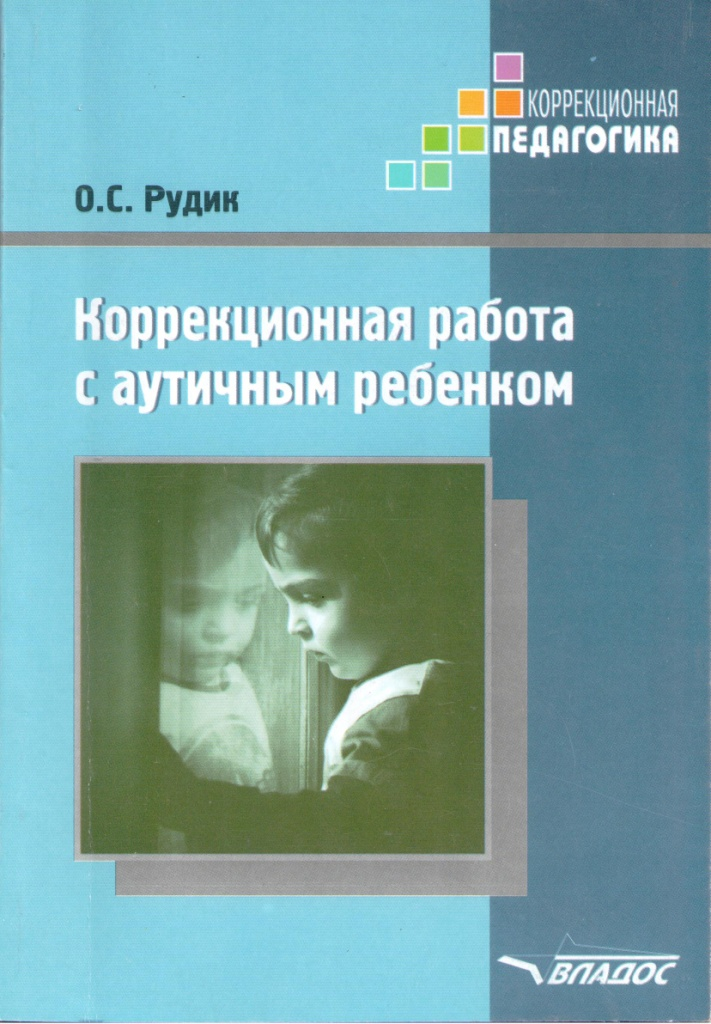 КОРРЕКЦИОННАЯ
ПЕДАГОГИКА
О.С. Рудик
Коррекционная работа
с аутичным ребенком
ВЛАДОС